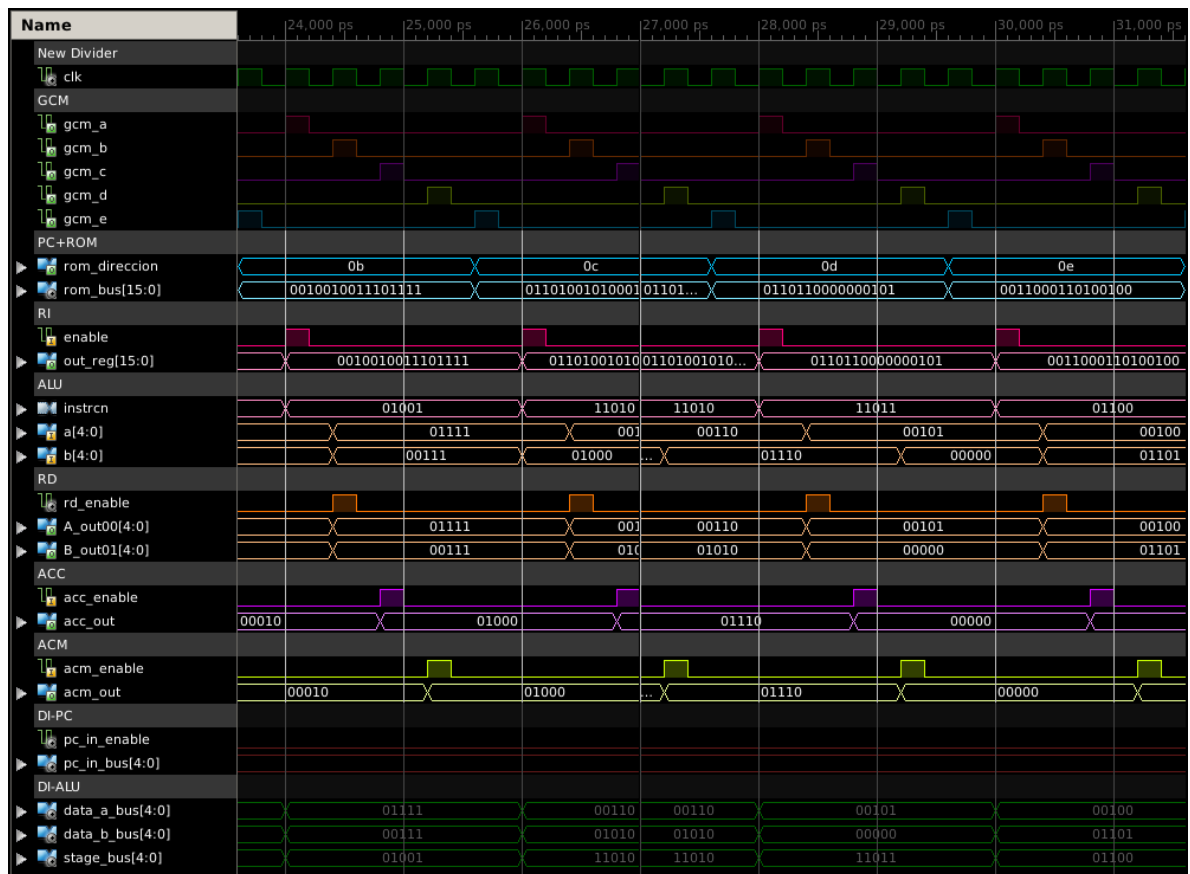 Name 24,000 ps 25,000 ps 26,000 ps 27,000 ps 28,000 ps 29,000 ps 30,000 ps 31,000 ps
New Divider
clk
GCM
gcm_a
gcm_b
gcm_c
gcm_d
gcm_e
PC+ROM
rom_direccion 0b 0c 0d 0e
rom_bus[15:0] 0010010011101111 01101001010001 01101... 0110110000000101 0011000110100100
RI
enable
out_reg[15:0] 0010010011101111 01101001010 01101001010... 0110110000000101 0011000110100100
ALU
instrcn 01001 11010 11010 11011 01100
a[4:0] 01111 001 00110 00101 00100
b[4:0] 00111 01000 ... 01110 00000 01101
RD
rd_enable
A_out00[4:0] 01111 001 00110 00101 00100
B_out01[4:0] 00111 010 01010 00000 01101
ACC
acc_enable
acc_out 00010 01000 01110 00000
ACM
acm_enable
acm_out 00010 01000 ... 01110 00000
DI-PC
pc_in_enable
pc_in_bus[4:0]
DI-ALU
data_a_bus[4:0] 01111 00110 00110 00101 00100
data_b_bus[4:0] 00111 01010 01010 00000 01101
stage_bus[4:0] 01001 11010 11010 11011 01100